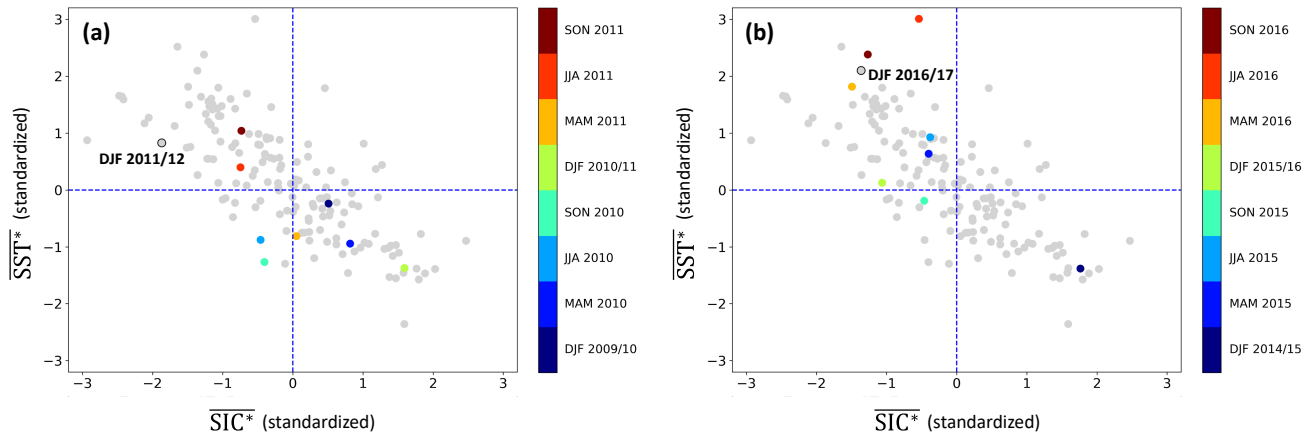 (a)
3
2
1
0
−1
−2
−3
−3
−2
−1
0
1
2
3
DJF 2011/12
SST* (standardized)
SIC* (standardized)
SON 2011
JJA 2011
MAM 2011
DJF 2010/11
SON 2010
JJA 2010
MAM 2010
DJF 2009/10
(b)
3
2
1
0
−1
−2
−3
−3
−2
−1
0
1
2
3
DJF 2016/17
SST* (standardized)
SIC* (standardized)
SON 2016
JJA 2016
MAM 2016
DJF 2015/16
SON 2015
JJA 2015
MAM 2015
DJF 2014/15